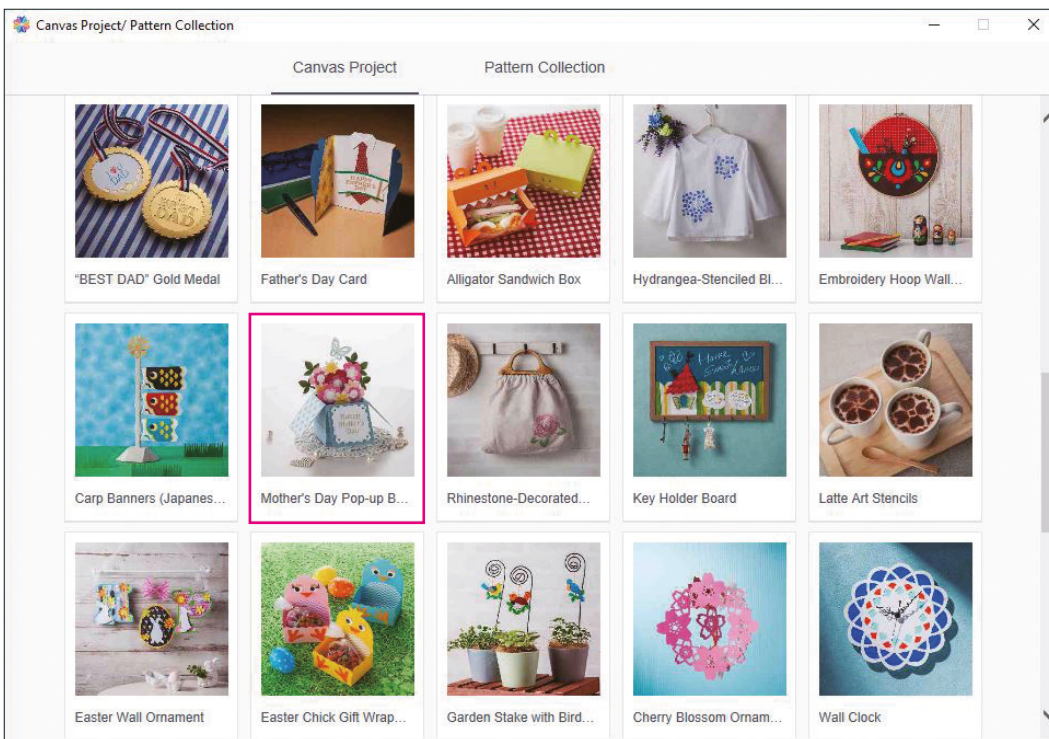 Canvas Project/ Pattern Collection
Canvas Project
Pattern Collection
"BEST DAD" Gold Medal
Father's Day Card
Alligator Sandwich Box
Hydrangea-Stenciled Bl...
Embroidery Hoop Wall...
Carp Banners (Japanes...
Mother's Day Pop-up B...
Rhinestone-Decorated...
Key Holder Board
Latte Art Stencils
Easter Wall Ornament
Easter Chick Gift Wrap...
Garden Stake with Bird...
Cherry Blossom Ornam...
Wall Clock